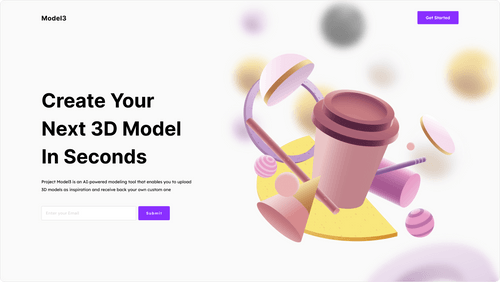 Model3
Get Started
Create Your
Next 3D Model
In Seconds
Project Model3 is an AI-powered modeling tool that enables you to upload
3D models as inspiration and receive back your own custom one
Enter your Email
Submit